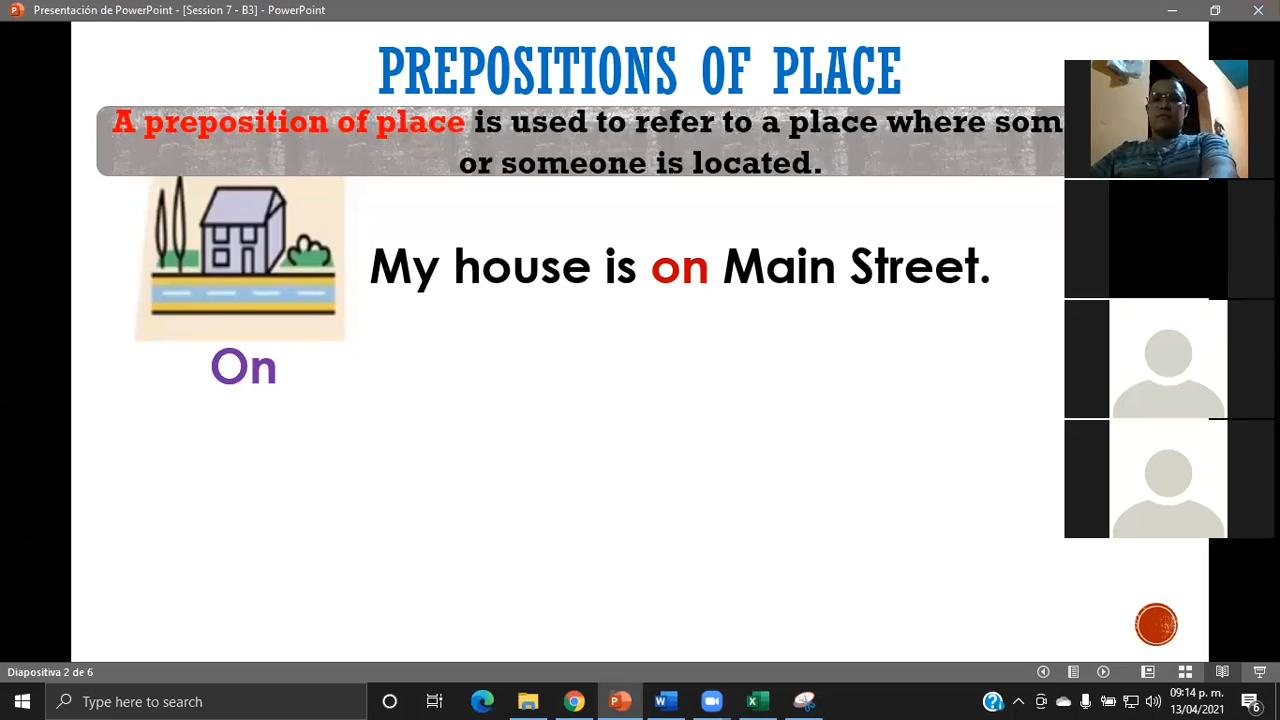 Presentación de PowerPoint - [Session 7 - B3] - PowerPoint
PREPOSITIONS OF PLACE
A preposition of place is used to refer to a place where som
or someone is located.
My house is on Main Street.
On
Diapositiva 2 de 6
Type here to search
09:14 p. m.
13/04/2021
6